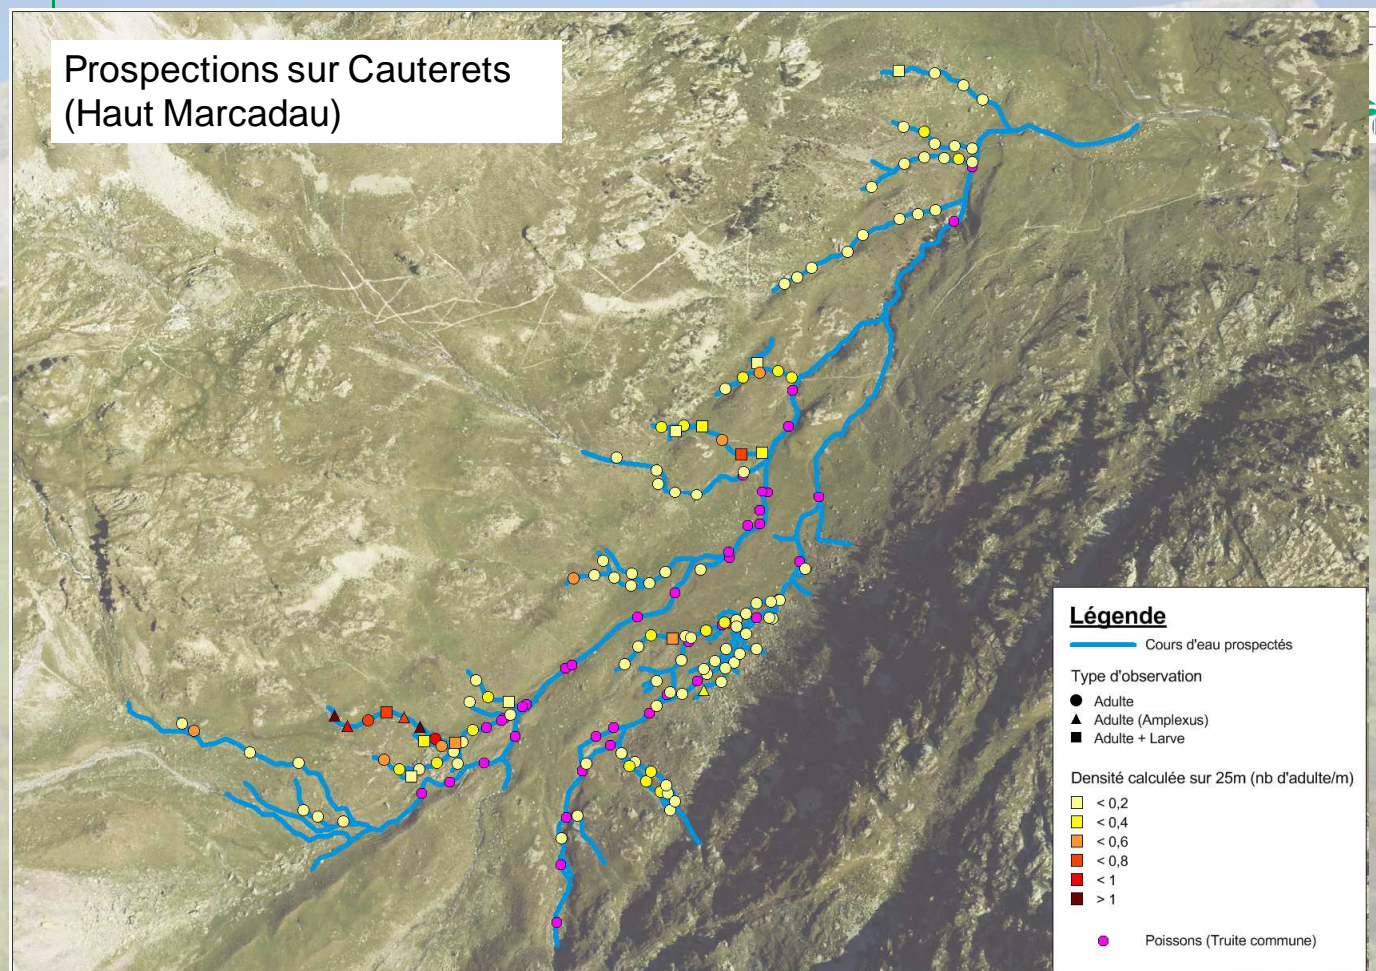 Prospections sur Cauterets
(Haut Marcadau)
Légende
Cours d'eau prospectés
Type d'observation
Adulte
Adulte (Amplexus)
Adulte + Larve
Densité calculée sur 25m (nb d'adulte/m)
< 0,2
< 0,4
< 0,6
< 0,8
< 1
> 1
Poissons (Truite commune)